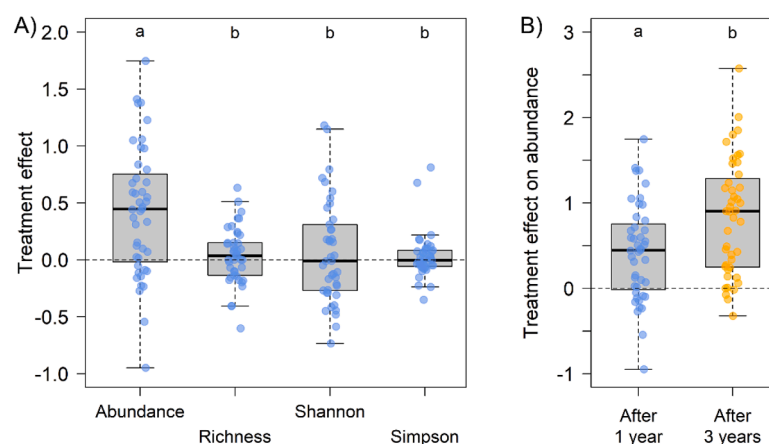 A)
Treatment effect
2.0
1.5
1.0
0.5
0.0
-0.5
-1.0
a b b b
Abundance Shannon
Richness Simpson
B)
Treatment effect on abundance
3
2
1
0
-1
a b
After After
1 year 3 years